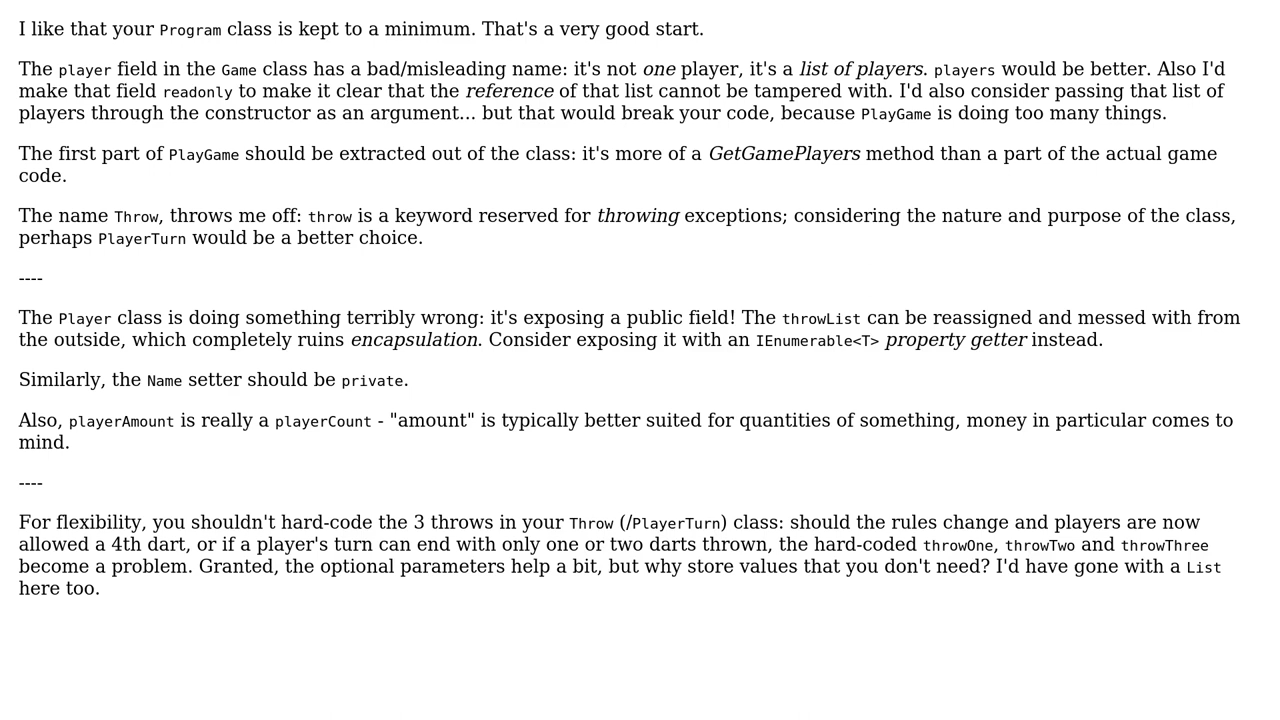 I like that your Program class is kept to a minimum. That's a very good start.
The player field in the Game class has a bad/misleading name: it's not one player, it's a list of players. players would be better. Also I'd
make that field readonly to make it clear that the reference of that list cannot be tampered with. I'd also consider passing that list of
players through the constructor as an argument... but that would break your code, because PlayGame is doing too many things.
The first part of PlayGame should be extracted out of the class: it's more of a GetGamePlayers method than a part of the actual game
code.
The name Throw, throws me off: throw is a keyword reserved for throwing exceptions; considering the nature and purpose of the class,
perhaps PlayerTurn would be a better choice.
----
The Player class is doing something terribly wrong: it's exposing a public field! The throwList can be reassigned and messed with from
the outside, which completely ruins encapsulation. Consider exposing it with an IEnumerable<T> property getter instead.
Similarly, the Name setter should be private.
Also, playerAmount is really a playerCount - "amount" is typically better suited for quantities of something, money in particular comes to
mind.
----
For flexibility, you shouldn't hard-code the 3 throws in your Throw (/PlayerTurn) class: should the rules change and players are now
allowed a 4th dart, or if a player's turn can end with only one or two darts thrown, the hard-coded throwOne, throwTwo and throwThree
become a problem. Granted, the optional parameters help a bit, but why store values that you don't need? I'd have gone with a List
here too.